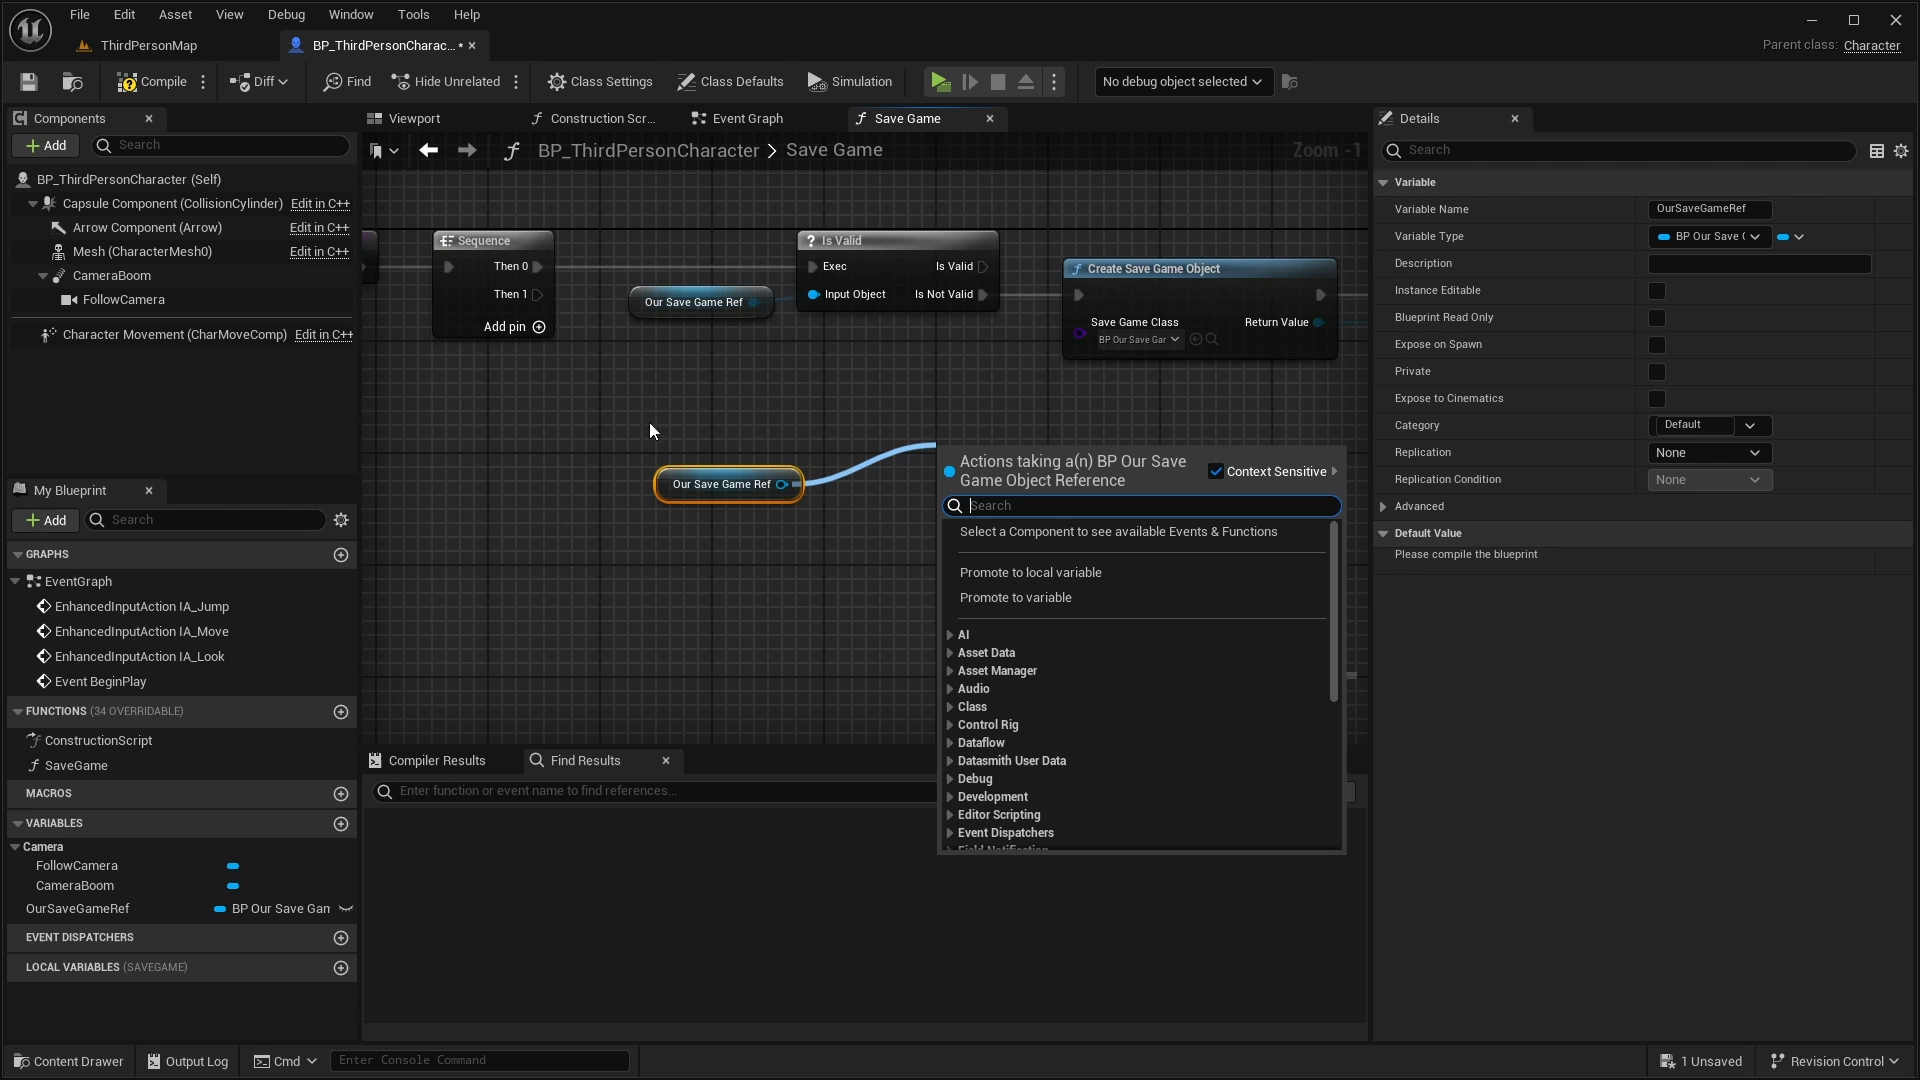 File Edit Asset View Debug Window Tools Help
ThirdPersonMap
BP_ThirdPersonCharac... •
Parent class: Character
Compile
Diff
Find
Hide Unrelated
Class Settings
Class Defaults
Simulation
No debug object selected
Components
Add
Search
BP_ThirdPersonCharacter (Self)
Capsule Component (CollisionCylinder) Edit in C++
Arrow Component (Arrow) Edit in C++
Mesh (CharacterMesh0) Edit in C++
CameraBoom
FollowCamera
Character Movement (CharMoveComp) Edit in C++
My Blueprint
Add
Search
GRAPHS
EventGraph
EnhancedInputAction IA_Jump
EnhancedInputAction IA_Move
EnhancedInputAction IA_Look
Event BeginPlay
FUNCTIONS (34 OVERRIDABLE)
ConstructionScript
SaveGame
MACROS
VARIABLES
Camera
FollowCamera
CameraBoom
OurSaveGameRef BP Our Save Gam
EVENT DISPATCHERS
LOCAL VARIABLES (SAVEGAME)
Viewport
Construction Scr...
Event Graph
Save Game
BP_ThirdPersonCharacter > Save Game
Zoom -1
Sequence
Then 0
Then 1
Add pin
Our Save Game Ref
Is Valid
Exec Is Valid
Input Object Is Not Valid
Create Save Game Object
Save Game Class Return Value
BP Our Save Gar
Our Save Game Ref
Actions taking a(n) BP Our Save
Game Object Reference
Context Sensitive
Search
Select a Component to see available Events & Functions
Promote to local variable
Promote to variable
AI
Asset Data
Asset Manager
Audio
Class
Control Rig
Dataflow
Datasmith User Data
Debug
Development
Editor Scripting
Event Dispatchers
Field Notification
Compiler Results
Find Results
Enter function or event name to find references...
Details
Search
Variable
Variable Name OurSaveGameRef
Variable Type BP Our Save (
Description
Instance Editable
Blueprint Read Only
Expose on Spawn
Private
Expose to Cinematics
Category Default
Replication None
Replication Condition None
Advanced
Default Value
Please compile the blueprint
Content Drawer
Output Log
Cmd
Enter Console Command
1 Unsaved
Revision Control